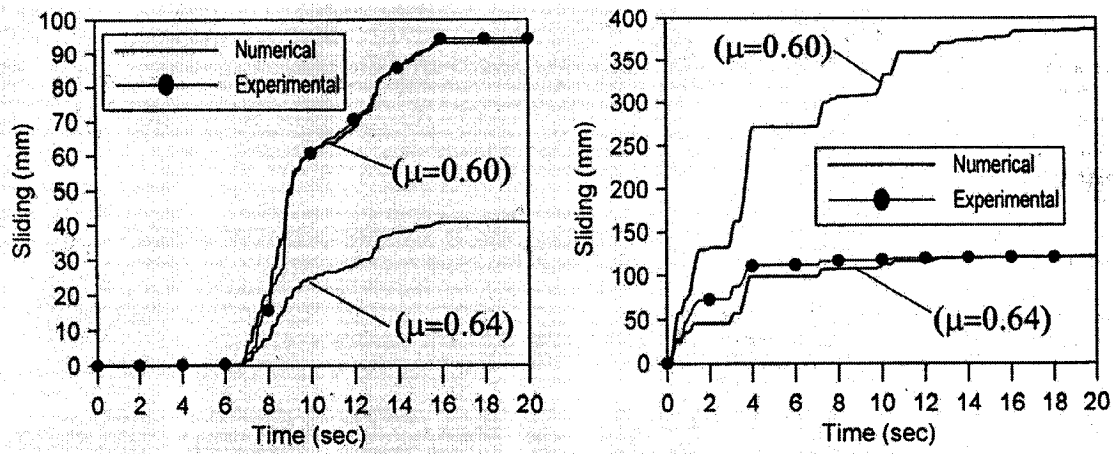 Sliding (mm)
100
90
80
70
60
50
40
30
20
10
0
Numerical
Experimental
(μ=0.60)
(μ=0.64)
0 2 4 6 8 10 12 14 16 18 20
Time (sec)
Sliding (mm)
400
350
300
250
200
150
100
50
0
(μ=0.60)
Numerical
Experimental
(μ=0.64)
0 2 4 6 8 10 12 14 16 18 20
Time (sec)